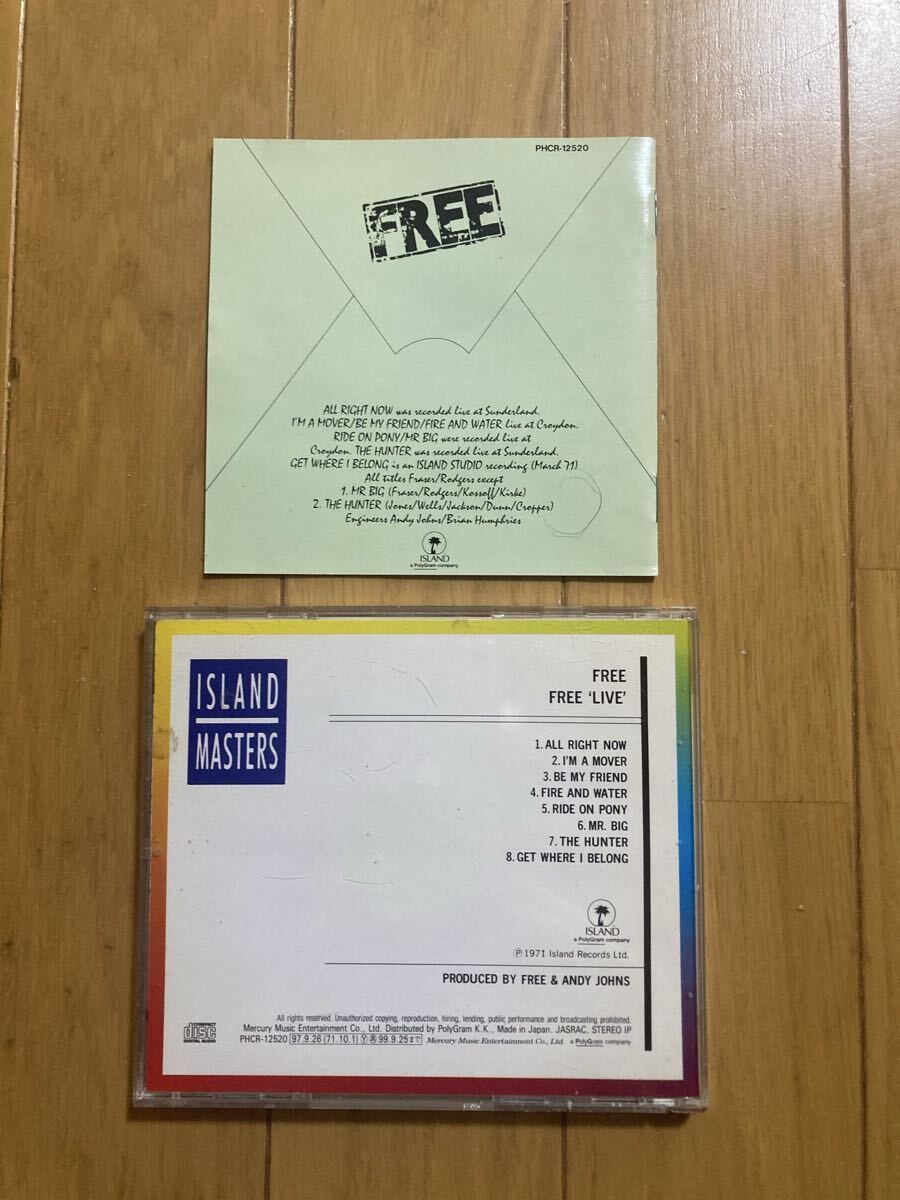 PHCR-12520
FREE
ALL RIGHT NOW was recorded live at Sunderland.
I'M A MOVER/BE MY FRIEND/FIRE AND WATER live at Croydon.
RIDE ON PONY/MR BIG were recorded live at
Croydon. THE HUNTER was recorded live at Sunderland.
GET WHERE I BELONG is an ISLAND STUDIO recording (March 71)
All titles Fraser/Rodgers except
1. MR BIG (Fraser/Rodgers/Kossoff/Kirke)
2. THE HUNTER (Jones/Wells/Jackson/Dunn/Cropper)
Engineers Andy Johns/Brian Humphries
ISLAND
a PolyGram company
ISLAND
MASTERS
FREE
FREE 'LIVE'
1. ALL RIGHT NOW
2. I'M A MOVER
3. BE MY FRIEND
4. FIRE AND WATER
5. RIDE ON PONY
6. MR. BIG
7. THE HUNTER
8. GET WHERE I BELONG
ISLAND
a PolyGram company
Ⓟ 1971 Island Records Ltd.
PRODUCED BY FREE & ANDY JOHNS
COMPACT
disc
DIGITAL AUDIO
All rights reserved. Unauthorized copying, reproduction, hiring, lending, public performance and broadcasting prohibited.
Mercury Music Entertainment Co., Ltd. Distributed by PolyGram K.K., Made in Japan. JASRAC, STEREO IP
PHCR-12520 97.9.26 (71.10.1) Ⓨ Ⓡ 99.9.25まで Mercury Music Entertainment Co., Ltd. a PolyGram company